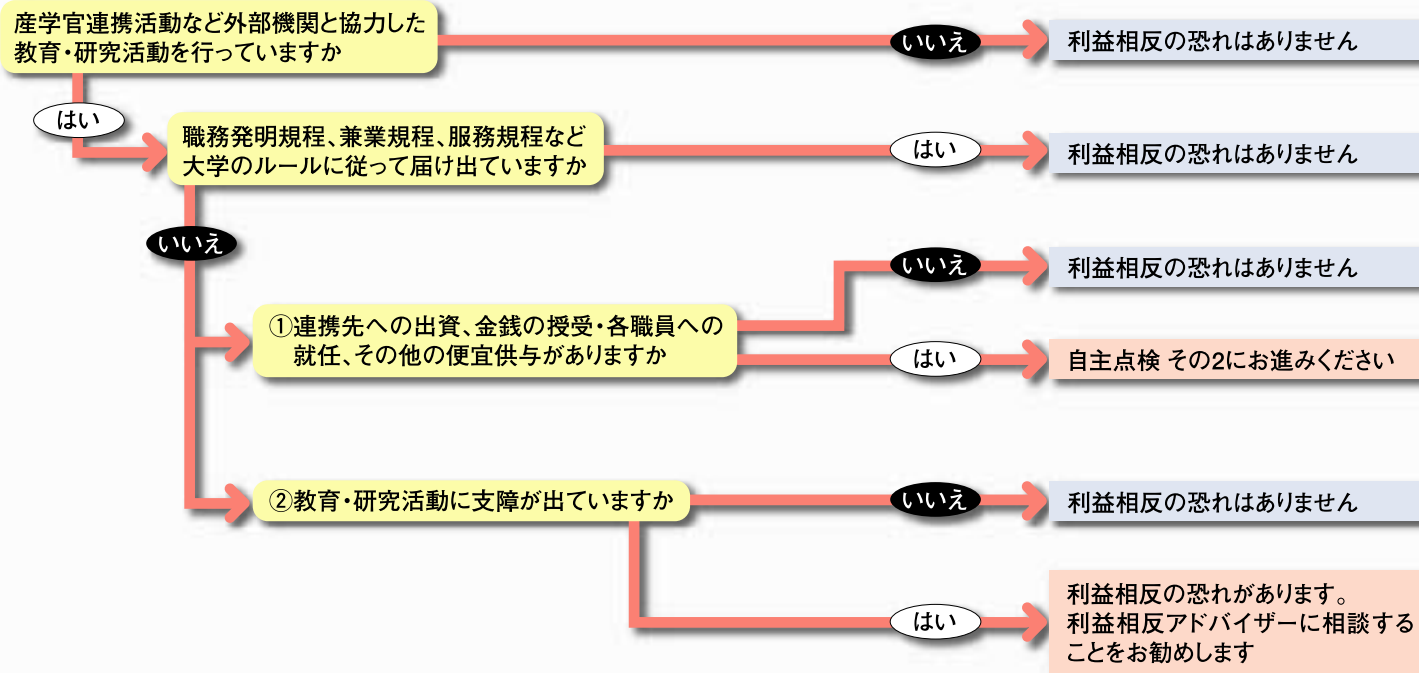 産学官連携活動など外部機関と協力した
教育・研究活動を行っていますか
いいえ
利益相反の恐れはありません
はい
職務発明規程、兼業規程、服務規程など
大学のルールに従って届け出ていますか
はい
利益相反の恐れはありません
いいえ
いいえ
利益相反の恐れはありません
①連携先への出資、金銭の授受・各職員への
就任、その他の便宜供与がありますか
はい
自主点検 その2にお進みください
②教育・研究活動に支障が出ていますか
いいえ
利益相反の恐れはありません
はい
利益相反の恐れがあります。
利益相反アドバイザーに相談する
ことをお勧めします